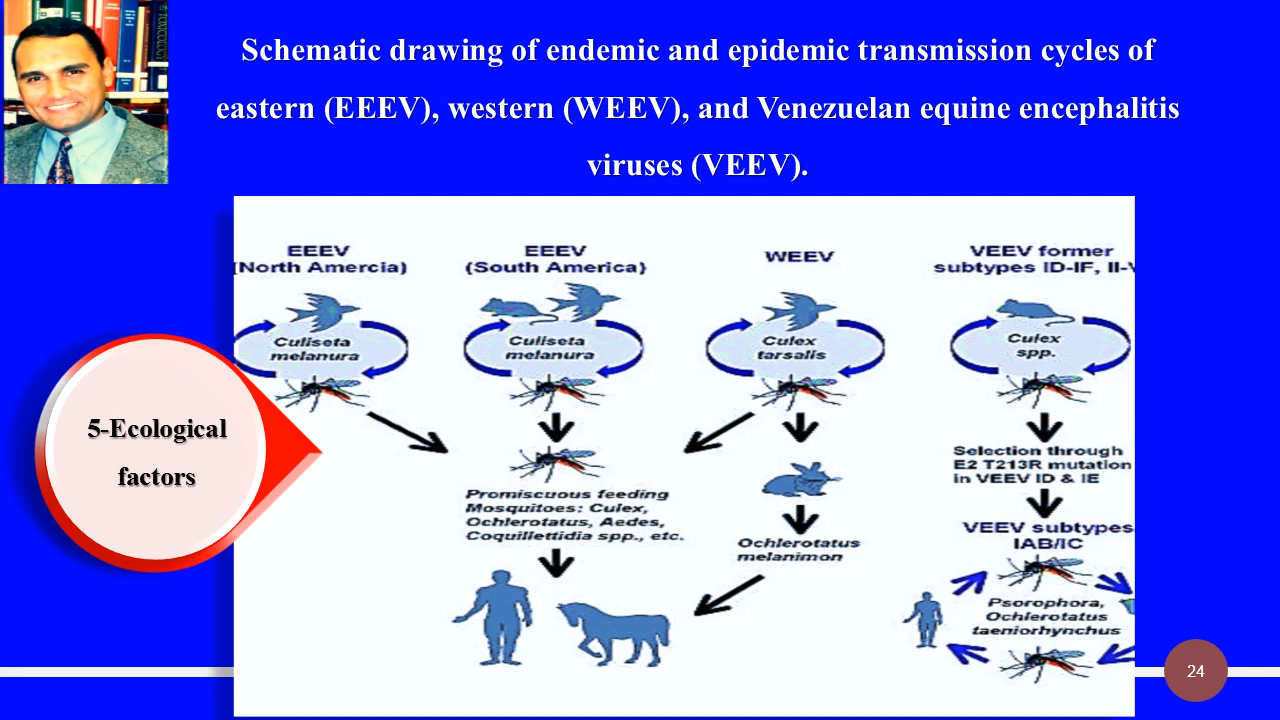 Schematic drawing of endemic and epidemic transmission cycles of
eastern (EEEV), western (WEEV), and Venezuelan equine encephalitis
viruses (VEEV).
EEEV
(North Amercia)
Culiseta
melanura
EEEV
(South America)
Culiseta
melanura
WEEV
Culex
tarsalis
VEEV former
subtypes ID-IF, II-V
Culex
spp.
5-Ecological
factors
Promiscuous feeding
Mosquitoes: Culex,
Ochlerotatus, Aedes,
Coquillettidia spp., etc.
Ochlerotatus
melanimon
Selection through
E2 T213R mutation
in VEEV ID & IE
VEEV subtypes
IAB/IC
Psorophora,
Ochlerotatus
taeniorhynchus
24